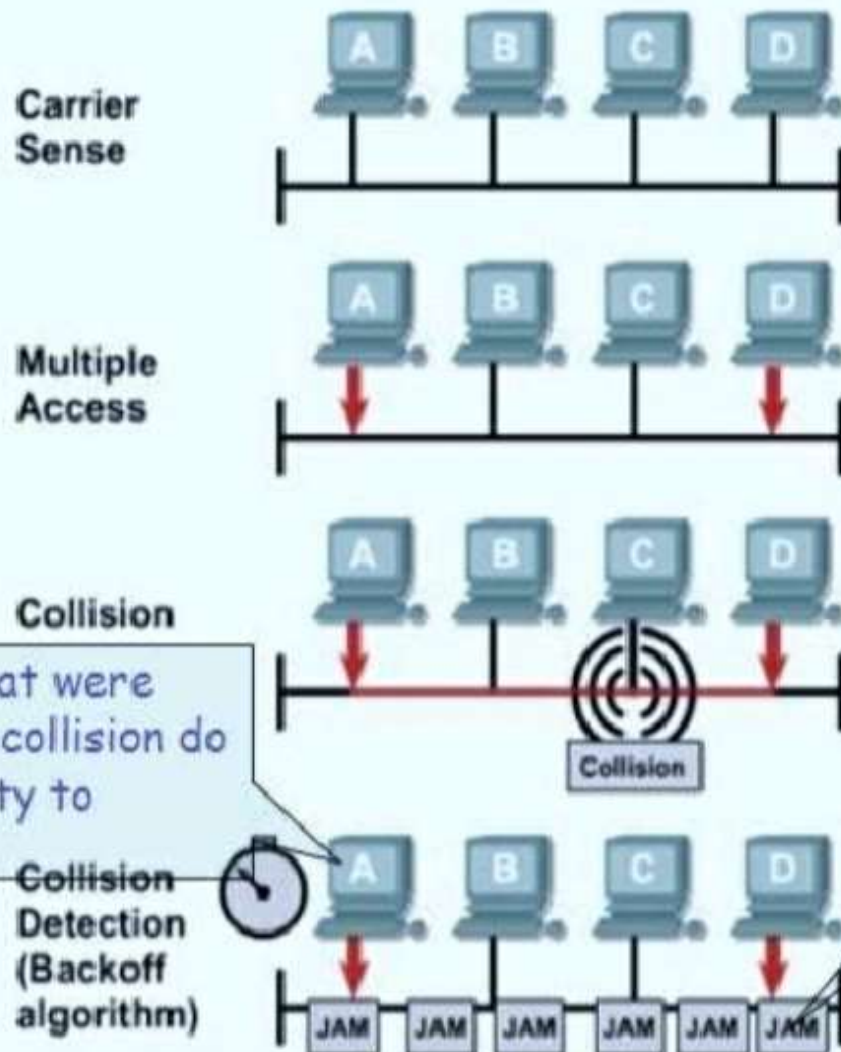 A B C D
Carrier
Sense
A B C D
Multiple
Access
A B C D
Collision
Collision
at were
collision do
ty to
A B C D
Collision
Detection
(Backoff
algorithm)
JAM JAM JAM JAM JAM JAM